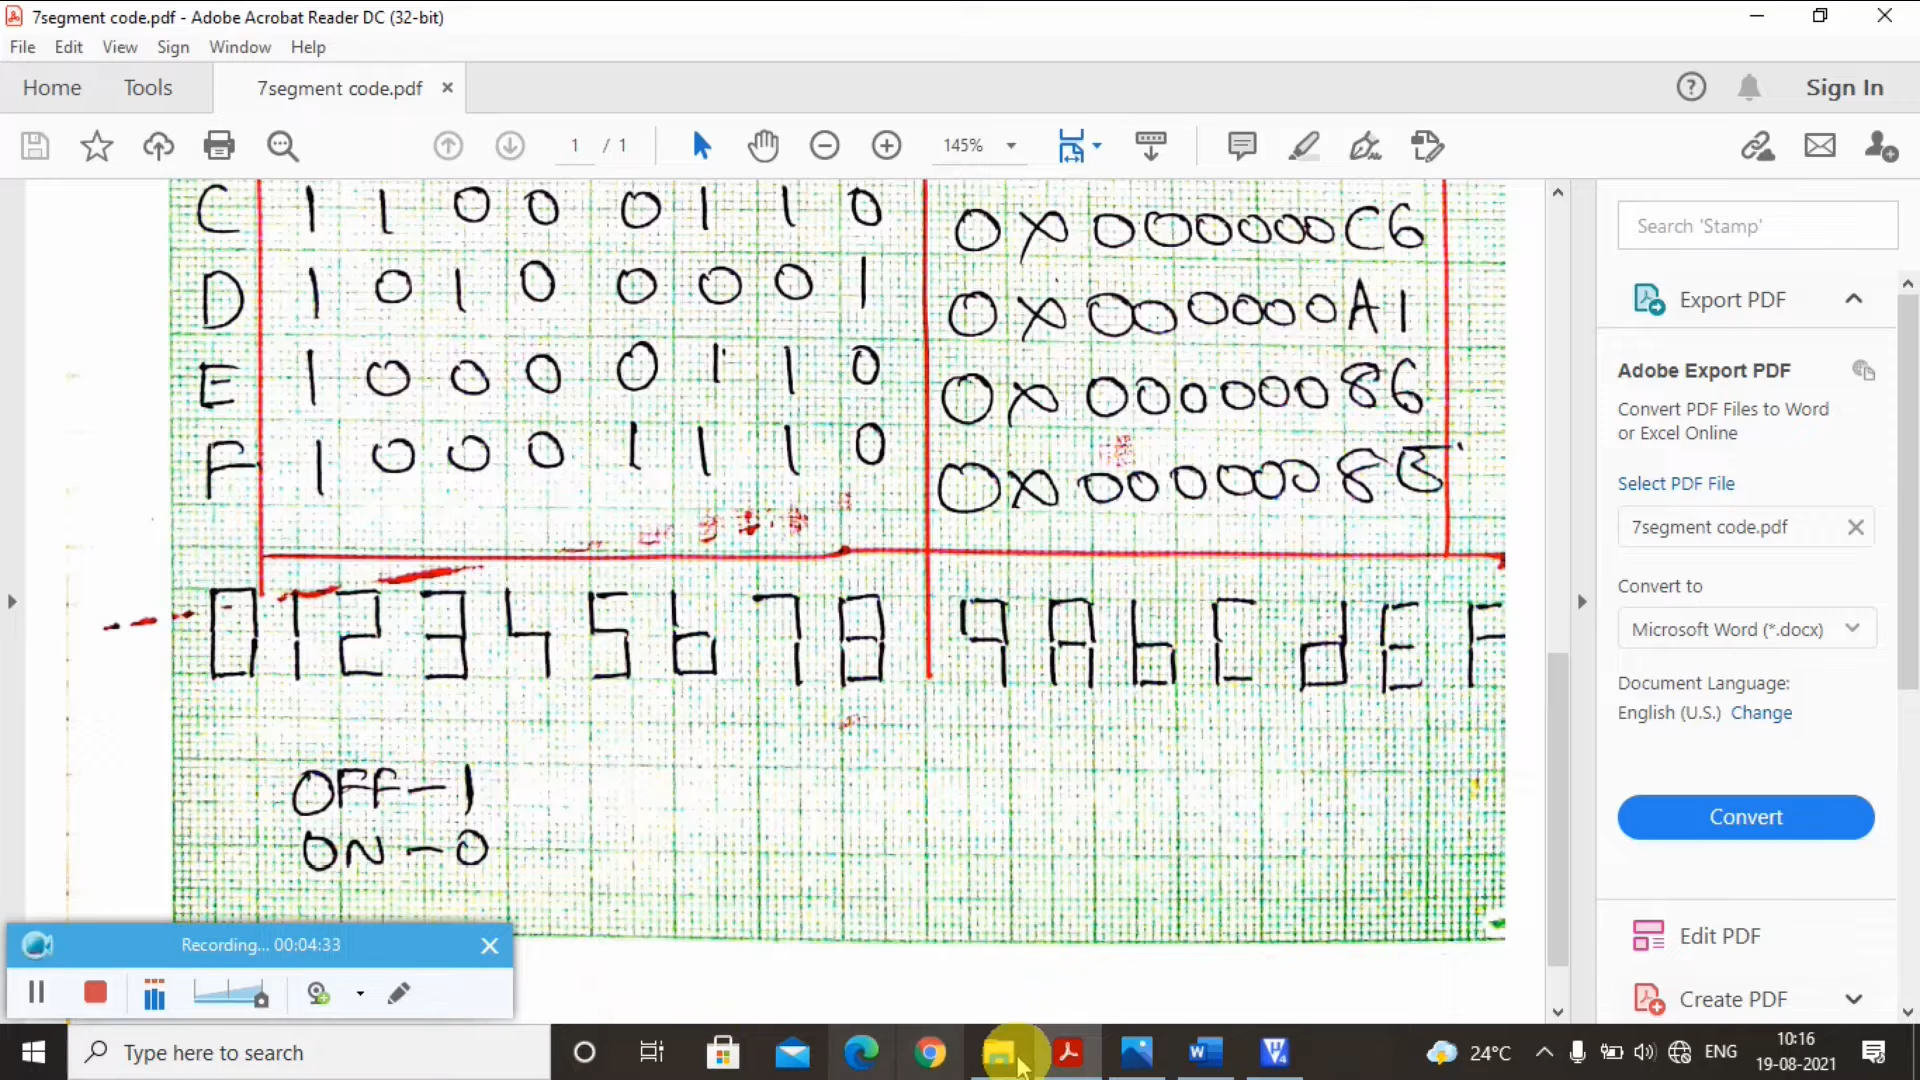 7segment code.pdf - Adobe Acrobat Reader DC (32-bit)
File Edit View Sign Window Help
Home Tools 7segment code.pdf × Sign In
1 / 1 145%
C 1 1 0 0 0 1 1 0 0X000000C6
D 1 0 1 0 0 0 0 1 0X000000A1
E 1 0 0 0 0 1 1 0 0X00000086
F 1 0 0 0 1 1 1 0 0X0000008E
0 1 2 3 4 5 6 7 8 9 A b C d E F
OFF - 1
ON - 0
Search 'Stamp'
Export PDF
Adobe Export PDF
Convert PDF Files to Word
or Excel Online
Select PDF File
7segment code.pdf
Convert to
Microsoft Word (*.docx)
Document Language:
English (U.S.) Change
Convert
Edit PDF
Create PDF
Recording... 00:04:33
Type here to search
24°C ENG 10:16
19-08-2021